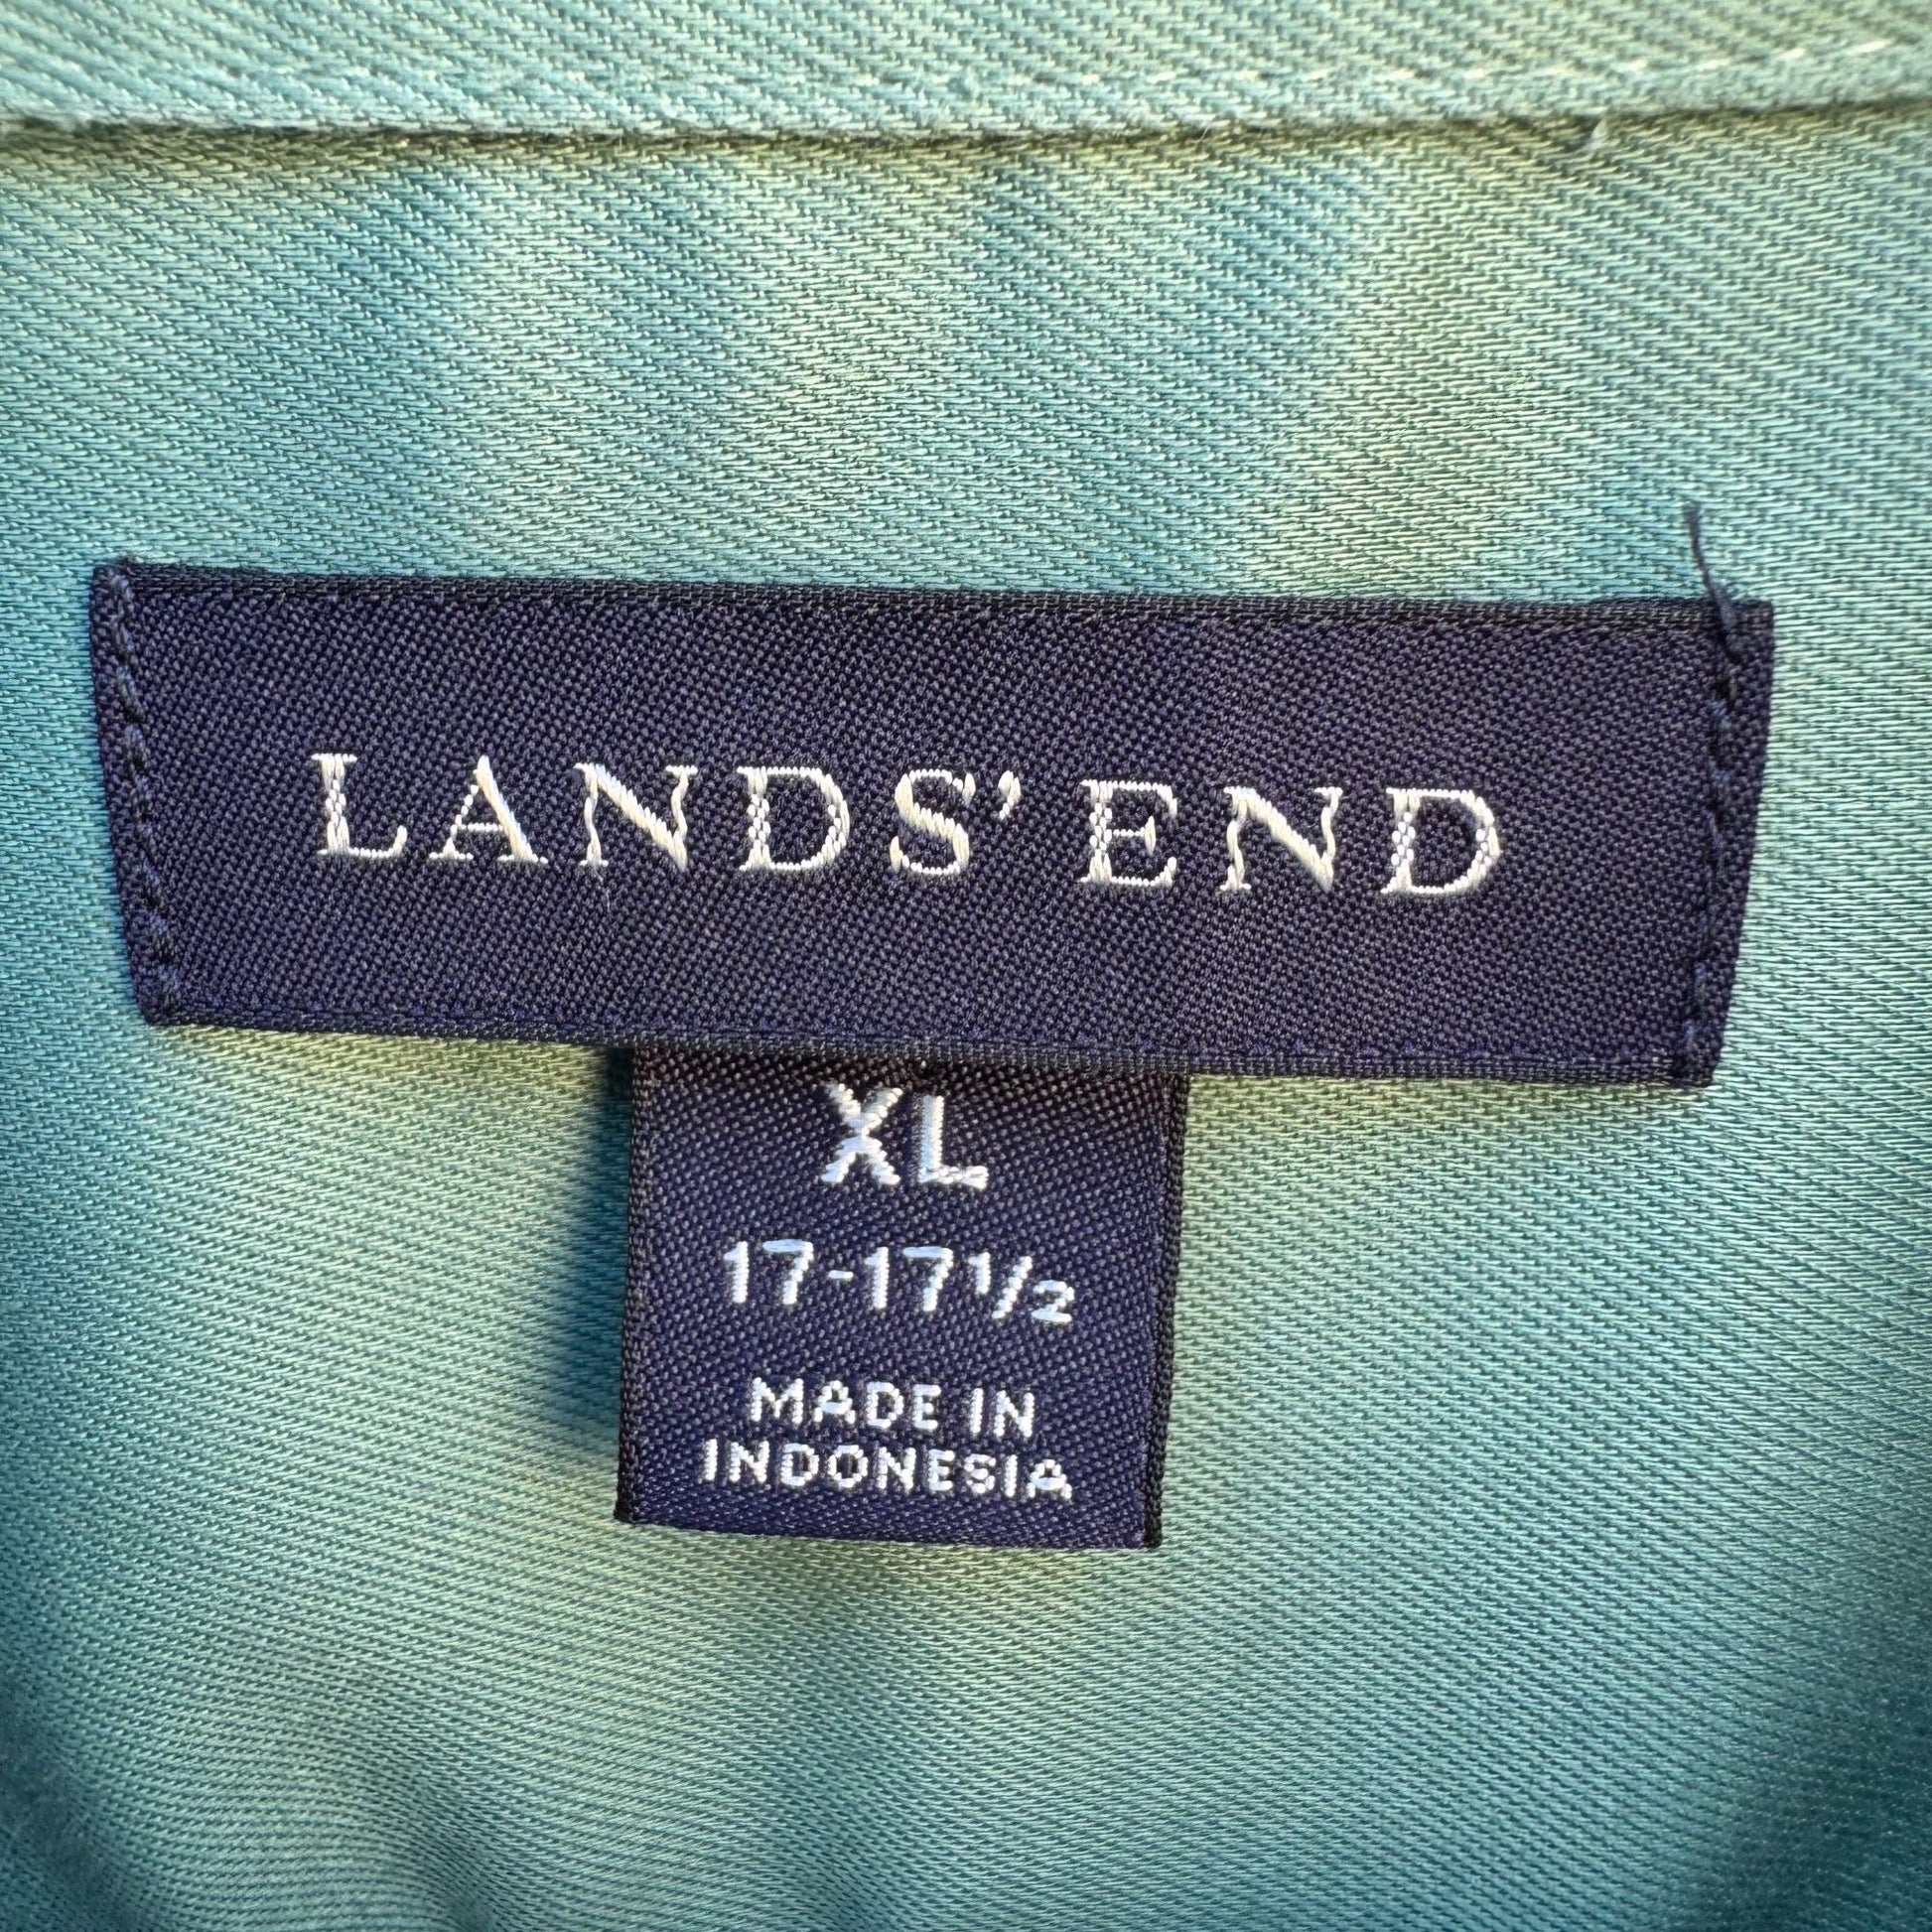 LANDS' END
XL
17-17½
MADE IN
INDONESIA